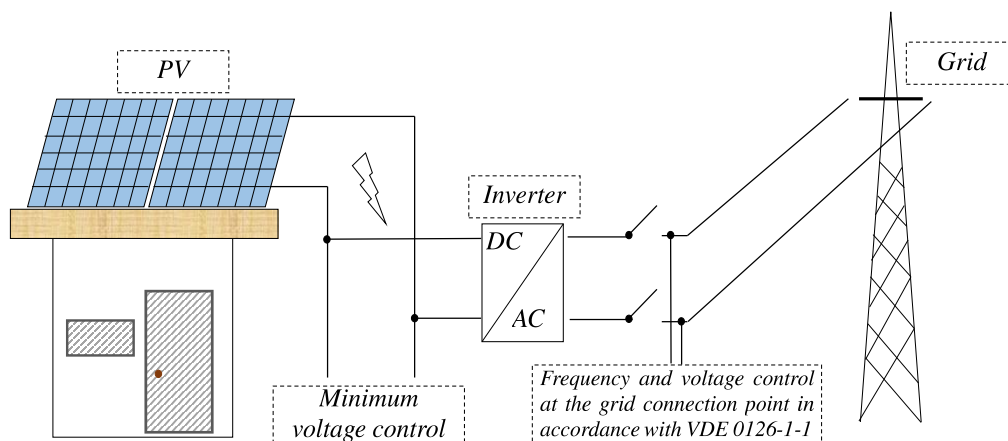 PV
Grid
Inverter
DC
AC
Minimum
voltage control
Frequency and voltage control
at the grid connection point in
accordance with VDE 0126-1-1